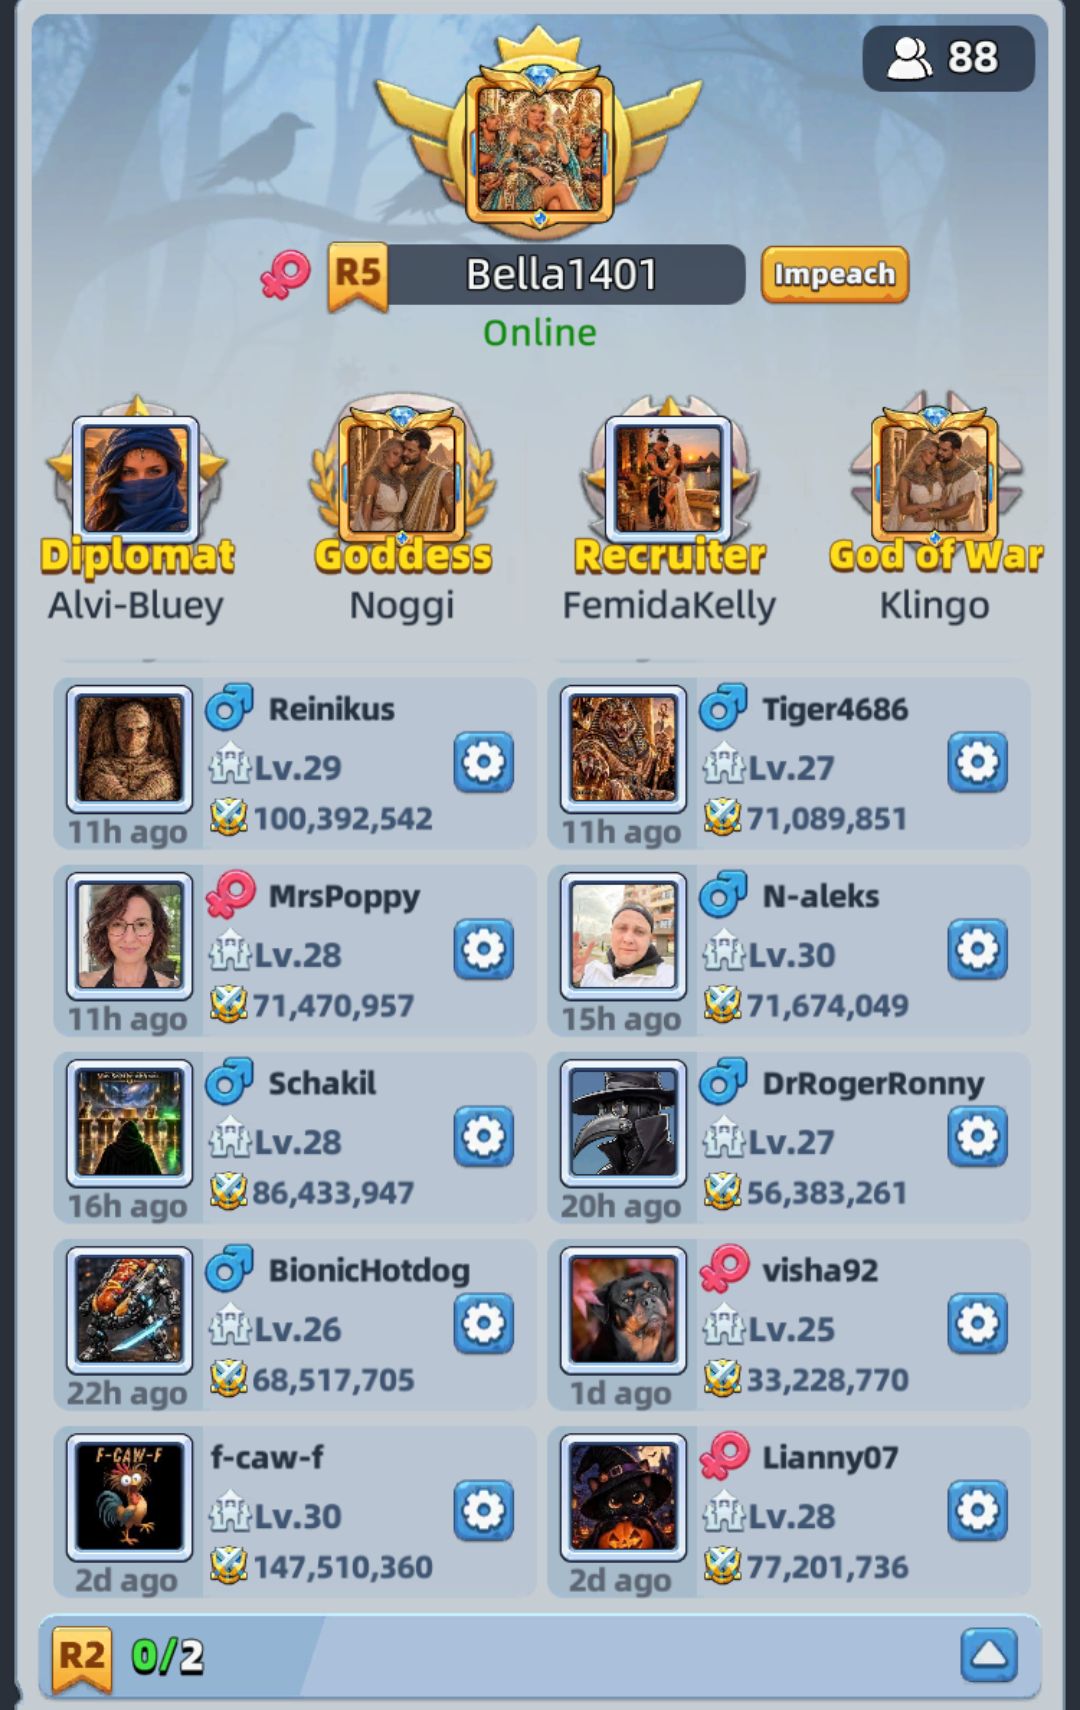 88
R5
Bella1401
Impeach
Online
Diplomat
Goddess
Recruiter
God of War
Alvi-Bluey
Noggi
FemidaKelly
Klingo
Reinikus
Lv.29
100,392,542
11h ago
Tiger4686
Lv.27
71,089,851
11h ago
MrsPoppy
Lv.28
71,470,957
11h ago
N-aleks
Lv.30
71,674,049
15h ago
Schakil
Lv.28
86,433,947
16h ago
DrRogerRonny
Lv.27
56,383,261
20h ago
BionicHotdog
Lv.26
68,517,705
22h ago
visha92
Lv.25
33,228,770
1d ago
F-CAW-F
f-caw-f
Lv.30
147,510,360
2d ago
Lianny07
Lv.28
77,201,736
2d ago
R2
0/2